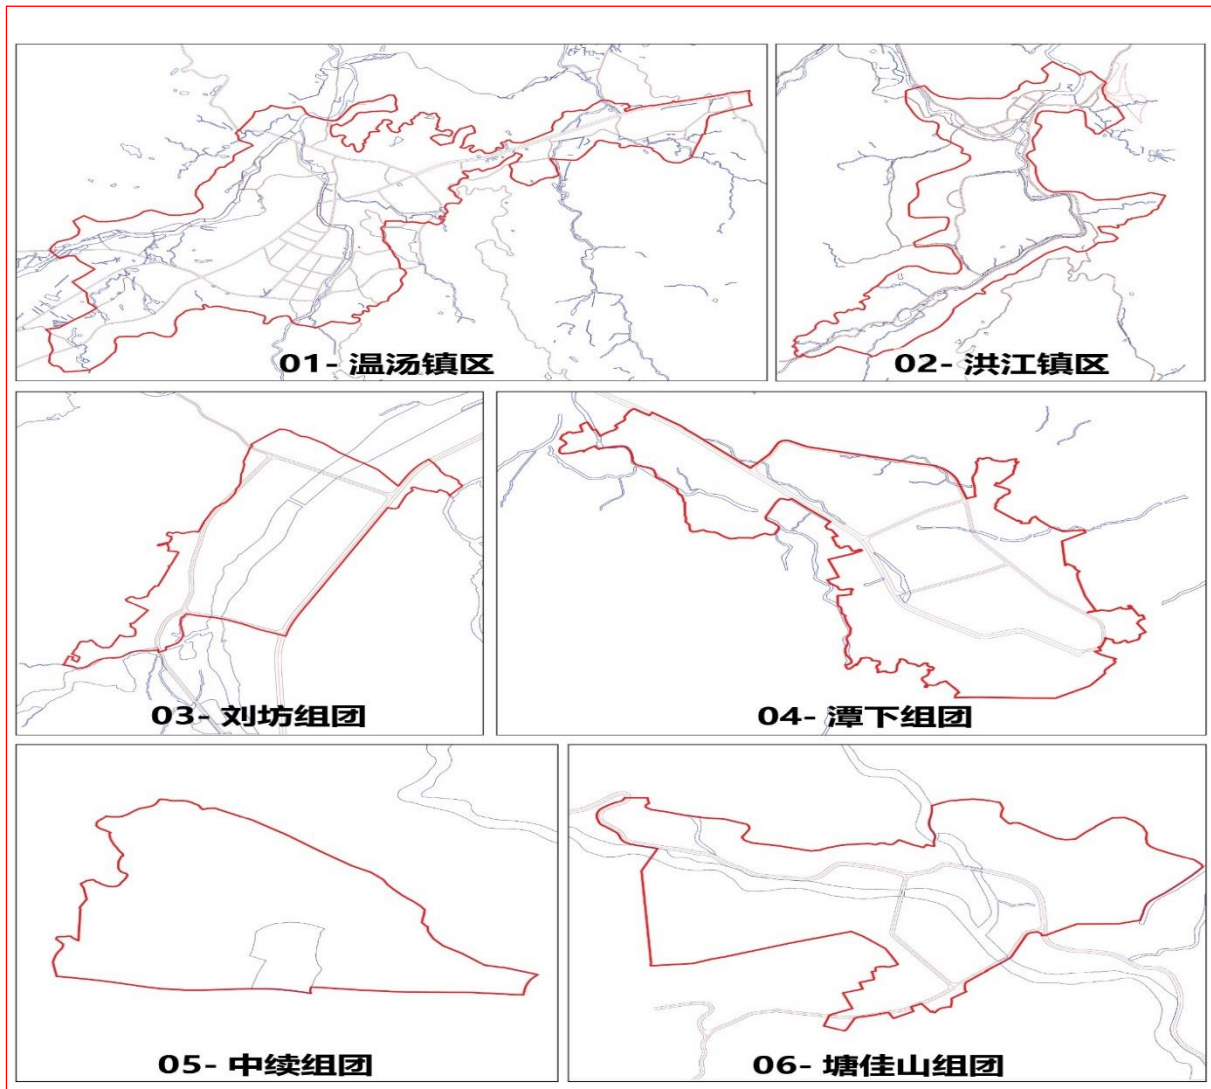 01- 温汤镇区
02- 洪江镇区
03- 刘坊组团
04- 潭下组团
05- 中续组团
06- 塘佳山组团